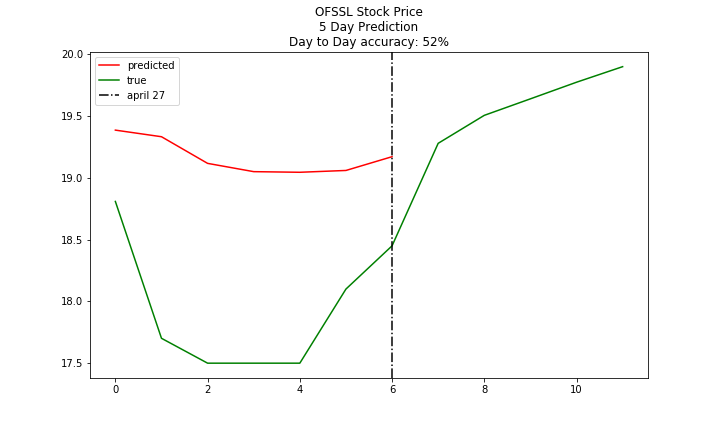 OFSSL Stock Price
5 Day Prediction
Day to Day accuracy: 52%
predicted
true
april 27
20.0
19.5
19.0
18.5
18.0
17.5
0 2 4 6 8 10